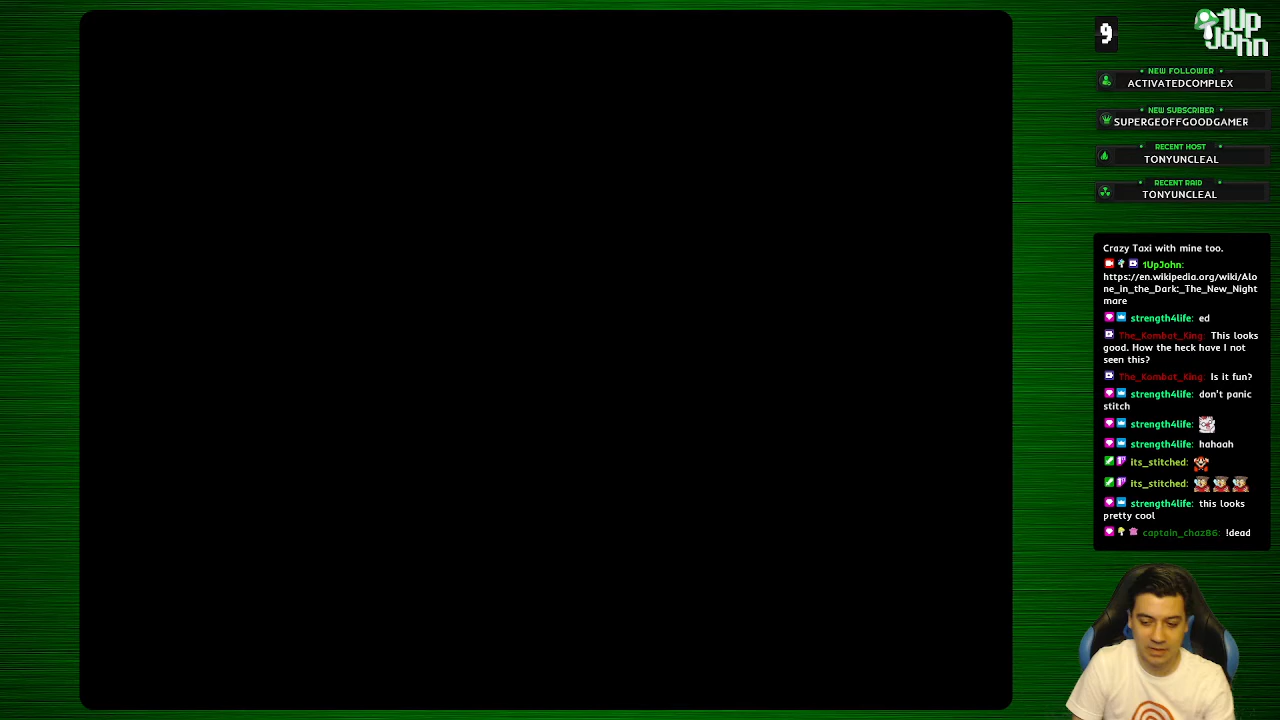 9
1Up
John
NEW FOLLOWER
ACTIVATEDCOMPLEX
NEW SUBSCRIBER
SUPERGEOFFGOODGAMER
RECENT HOST
TONYUNCLEAL
RECENT RAID
TONYUNCLEAL
Crazy Taxi with mine too.
1UpJohn:
https://en.wikipedia.org/wiki/Alo
ne_in_the_Dark:_The_New_Night
mare
strength4life: ed
The_Kombat_King: This looks
good. How the heck have I not
seen this?
The_Kombat_King: Is it fun?
strength4life: don't panic
stitch
strength4life:
strength4life: hahaah
its_stitched:
its_stitched:
strength4life: this looks
pretty cool
captain_chaz86: !dead